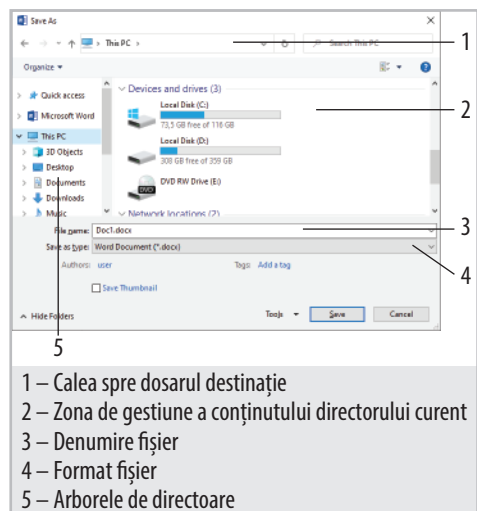 Save As
This PC
Search This PC
Organize
Quick access
Microsoft Word
This PC
3D Objects
Desktop
Documents
Downloads
Music
Devices and drives (3)
Local Disk (C:)
73,5 GB free of 116 GB
Local Disk (D:)
308 GB free of 359 GB
DVD RW Drive (E:)
Network locations (2)
File name: Doc1.docx
Save as type: Word Document (*.docx)
Authors: user
Tags: Add a tag
Save Thumbnail
Hide Folders
Tools
Save
Cancel
1
2
3
4
5
1 – Calea spre dosarul destinație
2 – Zona de gestiune a conținutului directorului curent
3 – Denumire fișier
4 – Format fișier
5 – Arborele de directoare